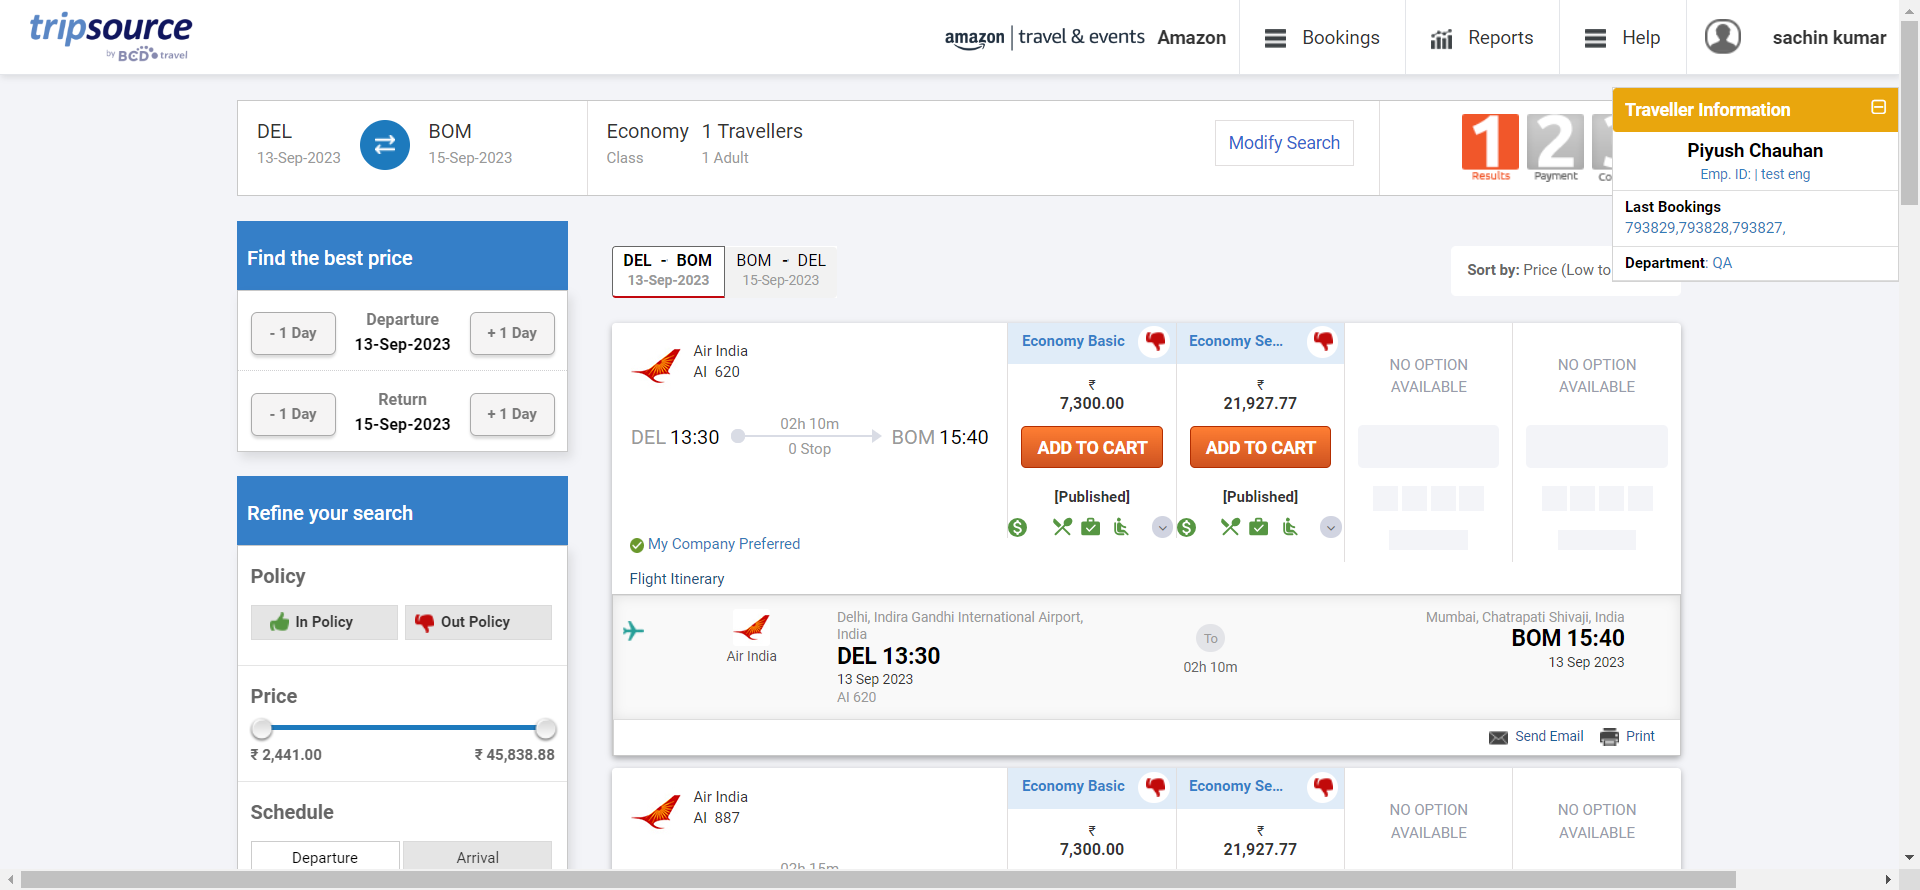 tripsource
by BCD travel
amazon | travel & events Amazon
Bookings
Reports
Help
sachin kumar
DEL
13-Sep-2023
BOM
15-Sep-2023
Economy
Class
1 Travellers
1 Adult
Modify Search
1
Results
2
Payment
Co
Traveller Information
Piyush Chauhan
Emp. ID: | test eng
Last Bookings
793829,793828,793827,
Department: QA
Find the best price
- 1 Day
Departure
13-Sep-2023
+ 1 Day
- 1 Day
Return
15-Sep-2023
+ 1 Day
Refine your search
Policy
In Policy
Out Policy
Price
₹ 2,441.00
₹ 45,838.88
Schedule
Departure
Arrival
DEL - BOM
13-Sep-2023
BOM - DEL
15-Sep-2023
Sort by: Price (Low to
Air India
AI 620
DEL 13:30
02h 10m
0 Stop
BOM 15:40
My Company Preferred
Economy Basic
₹
7,300.00
ADD TO CART
[Published]
Economy Se...
₹
21,927.77
ADD TO CART
[Published]
NO OPTION
AVAILABLE
NO OPTION
AVAILABLE
Flight Itinerary
Air India
Delhi, Indira Gandhi International Airport,
India
DEL 13:30
13 Sep 2023
AI 620
To
02h 10m
Mumbai, Chatrapati Shivaji, India
BOM 15:40
13 Sep 2023
Send Email
Print
Air India
AI 887
02h 15m
Economy Basic
₹
7,300.00
Economy Se...
₹
21,927.77
NO OPTION
AVAILABLE
NO OPTION
AVAILABLE